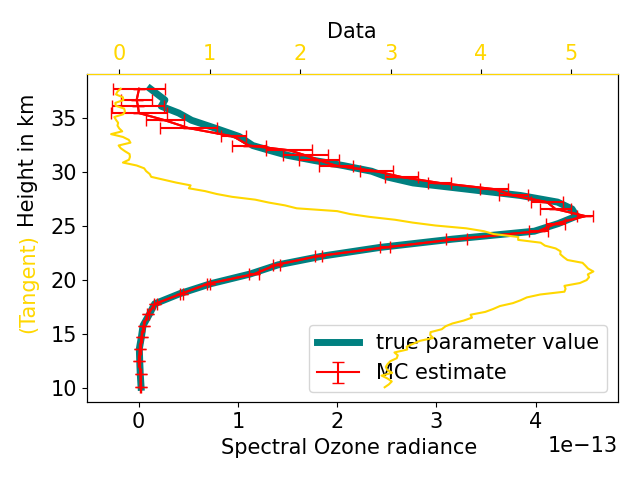 Data
0 1 2 3 4 5
(Tangent) Height in km
35
30
25
20
15
10
true parameter value
MC estimate
0 1 2 3 4
1e−13
Spectral Ozone radiance